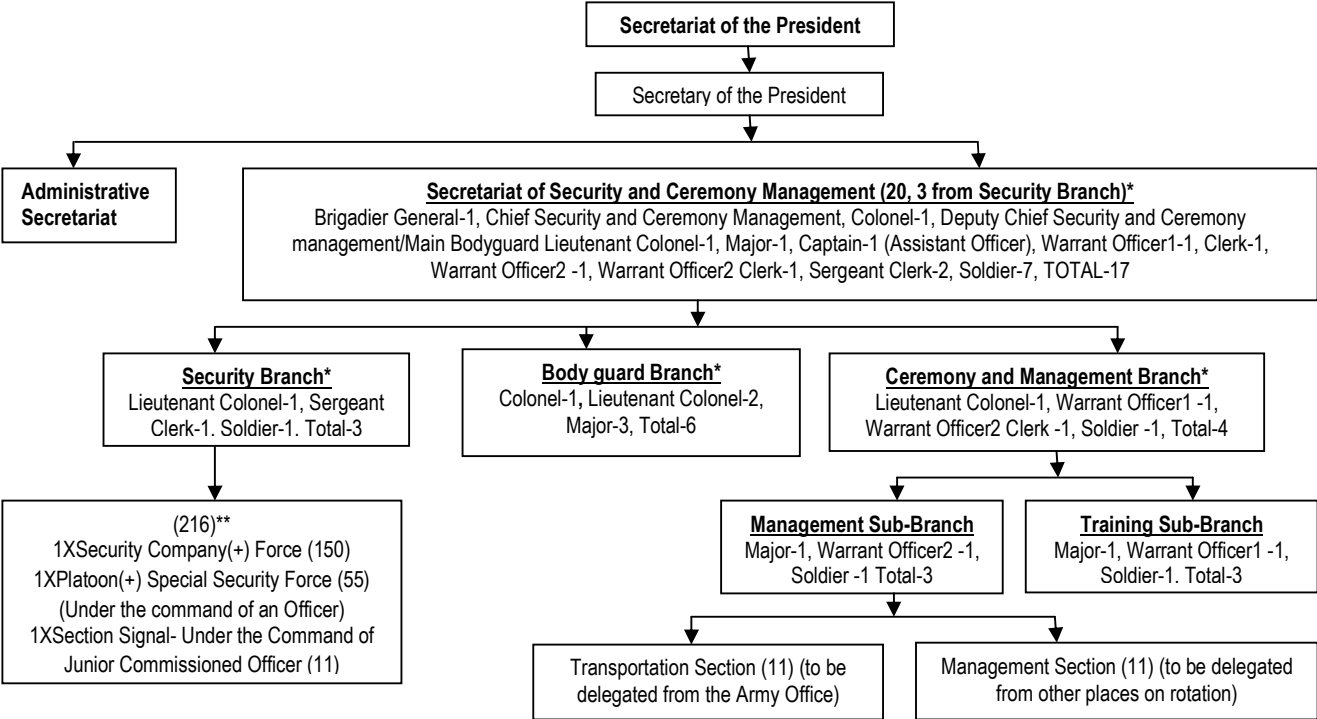 Secretariat of the President
Secretary of the President
Administrative
Secretariat
Secretariat of Security and Ceremony Management (20, 3 from Security Branch)*
Brigadier General-1, Chief Security and Ceremony Management, Colonel-1, Deputy Chief Security and Ceremony
management/Main Bodyguard Lieutenant Colonel-1, Major-1, Captain-1 (Assistant Officer), Warrant Officer1-1, Clerk-1,
Warrant Officer2 -1, Warrant Officer2 Clerk-1, Sergeant Clerk-2, Soldier-7, TOTAL-17
Security Branch*
Lieutenant Colonel-1, Sergeant
Clerk-1. Soldier-1. Total-3
Body guard Branch*
Colonel-1, Lieutenant Colonel-2,
Major-3, Total-6
Ceremony and Management Branch*
Lieutenant Colonel-1, Warrant Officer1 -1,
Warrant Officer2 Clerk -1, Soldier -1, Total-4
(216)**
1XSecurity Company(+) Force (150)
1XPlatoon(+) Special Security Force (55)
(Under the command of an Officer)
1XSection Signal- Under the Command of
Junior Commissioned Officer (11)
Management Sub-Branch
Major-1, Warrant Officer2 -1,
Soldier -1 Total-3
Training Sub-Branch
Major-1, Warrant Officer1 -1,
Soldier-1. Total-3
Transportation Section (11) (to be
delegated from the Army Office)
Management Section (11) (to be delegated
from other places on rotation)